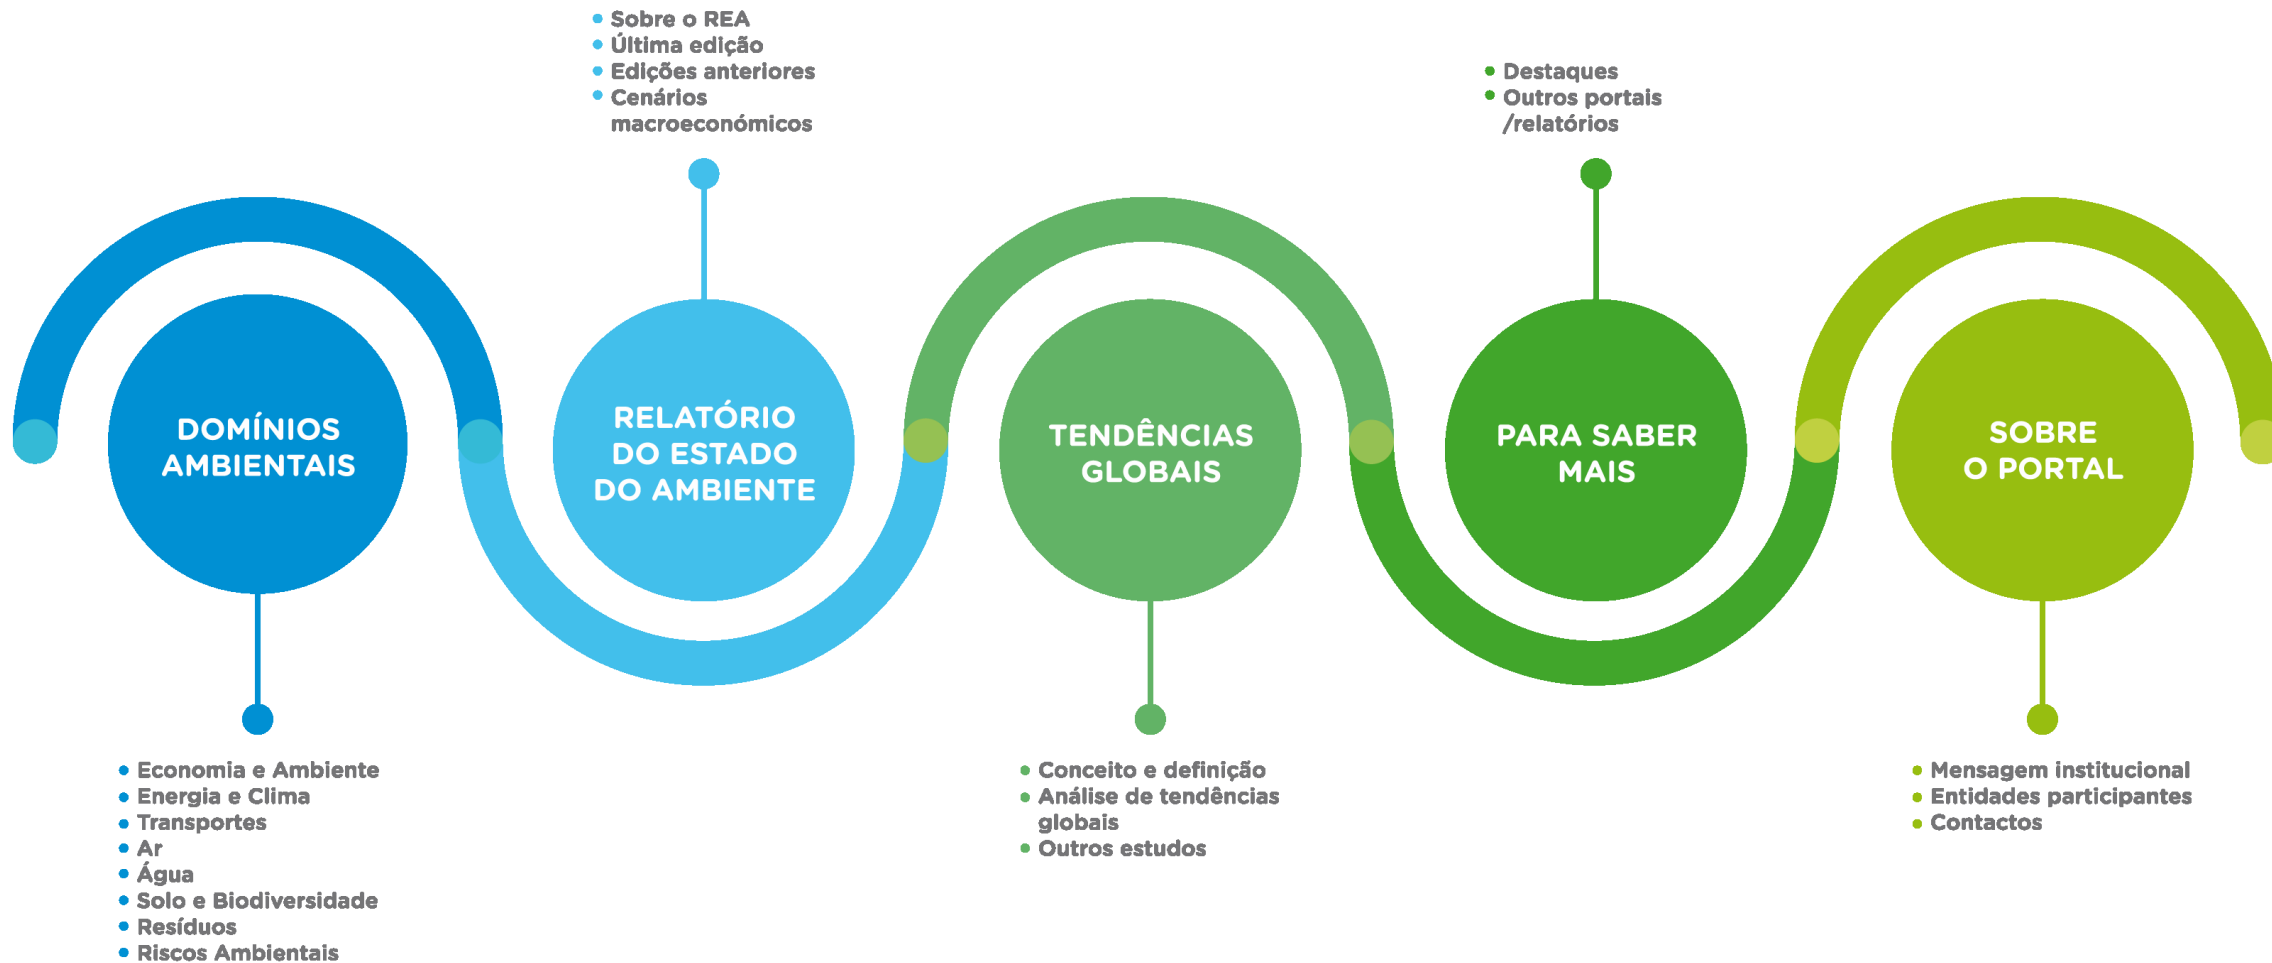 DOMÍNIOS
AMBIENTAIS
• Economia e Ambiente
• Energia e Clima
• Transportes
• Ar
• Água
• Solo e Biodiversidade
• Resíduos
• Riscos Ambientais
• Sobre o REA
• Última edição
• Edições anteriores
• Cenários
macroeconómicos
RELATÓRIO
DO ESTADO
DO AMBIENTE
TENDÊNCIAS
GLOBAIS
• Conceito e definição
• Análise de tendências
globais
• Outros estudos
• Destaques
• Outros portais
/relatórios
PARA SABER
MAIS
SOBRE
O PORTAL
• Mensagem institucional
• Entidades participantes
• Contactos